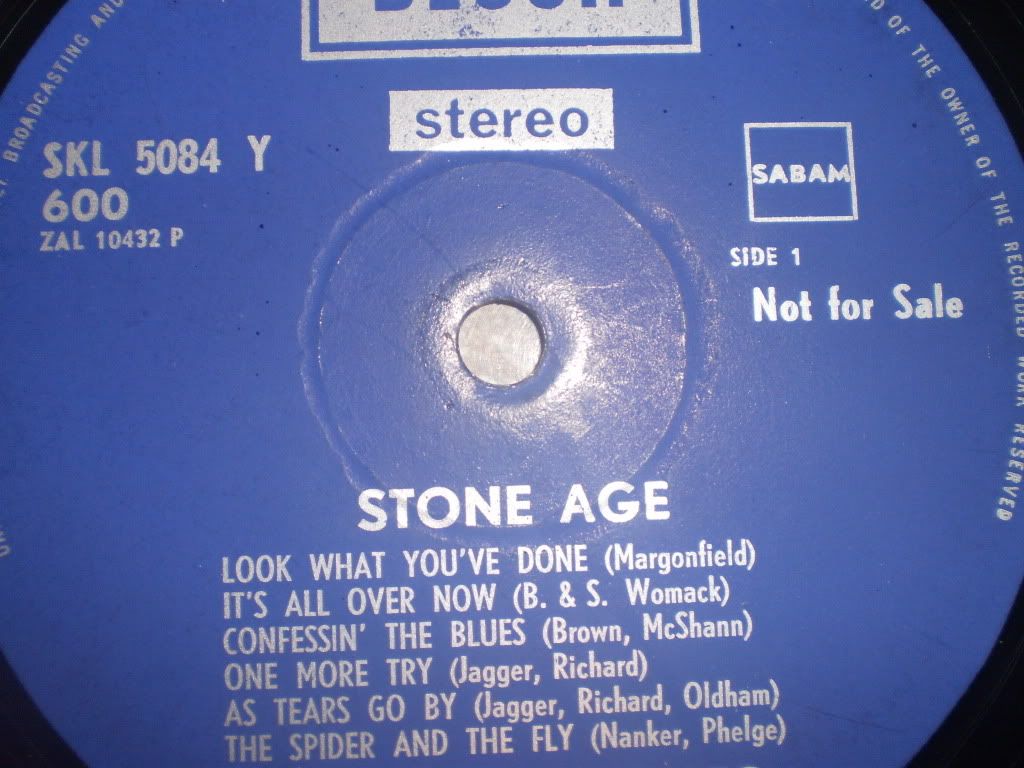 stereo
SKL 5084 Y
600
ZAL 10432 P
SABAM
SIDE 1
Not for Sale
STONE AGE
LOOK WHAT YOU'VE DONE (Margonfield)
IT'S ALL OVER NOW (B. & S. Womack)
CONFESSIN' THE BLUES (Brown, McShann)
ONE MORE TRY (Jagger, Richard)
AS TEARS GO BY (Jagger, Richard, Oldham)
THE SPIDER AND THE FLY (Nanker, Phelge)
BROADCASTING AND
OF THE OWNER OF THE RECORDED WORK RESERVED